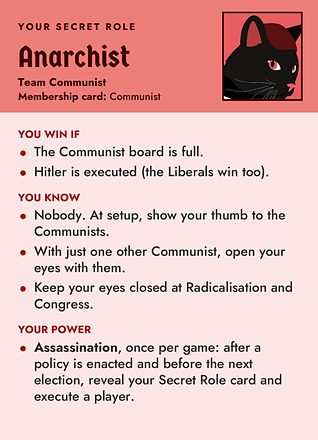 YOUR SECRET ROLE
Anarchist
Team Communist
Membership card: Communist
YOU WIN IF
• The Communist board is full.
• Hitler is executed (the Liberals win too).
YOU KNOW
• Nobody. At setup, show your thumb to the
Communists.
• With just one other Communist, open your
eyes with them.
• Keep your eyes closed at Radicalisation and
Congress.
YOUR POWER
• Assassination, once per game: after a
policy is enacted and before the next
election, reveal your Secret Role card and
execute a player.